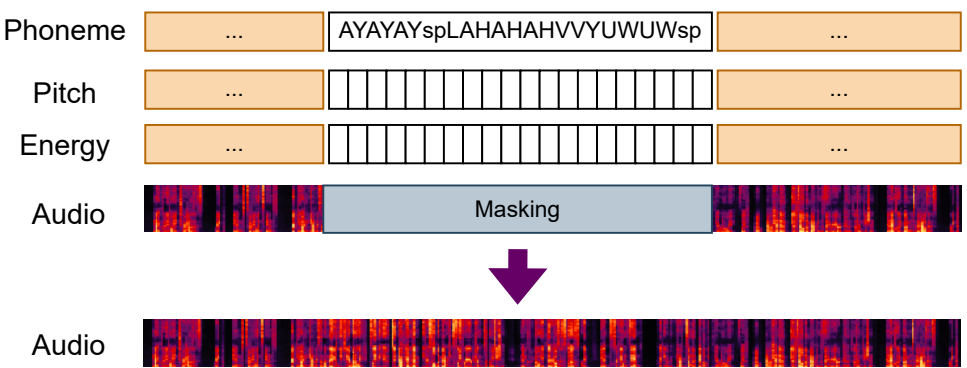 Phoneme ... AYAYAYspLAHAHAHVVYUWUWsp ...
Pitch ... ...
Energy ... ...
Audio Masking
Audio